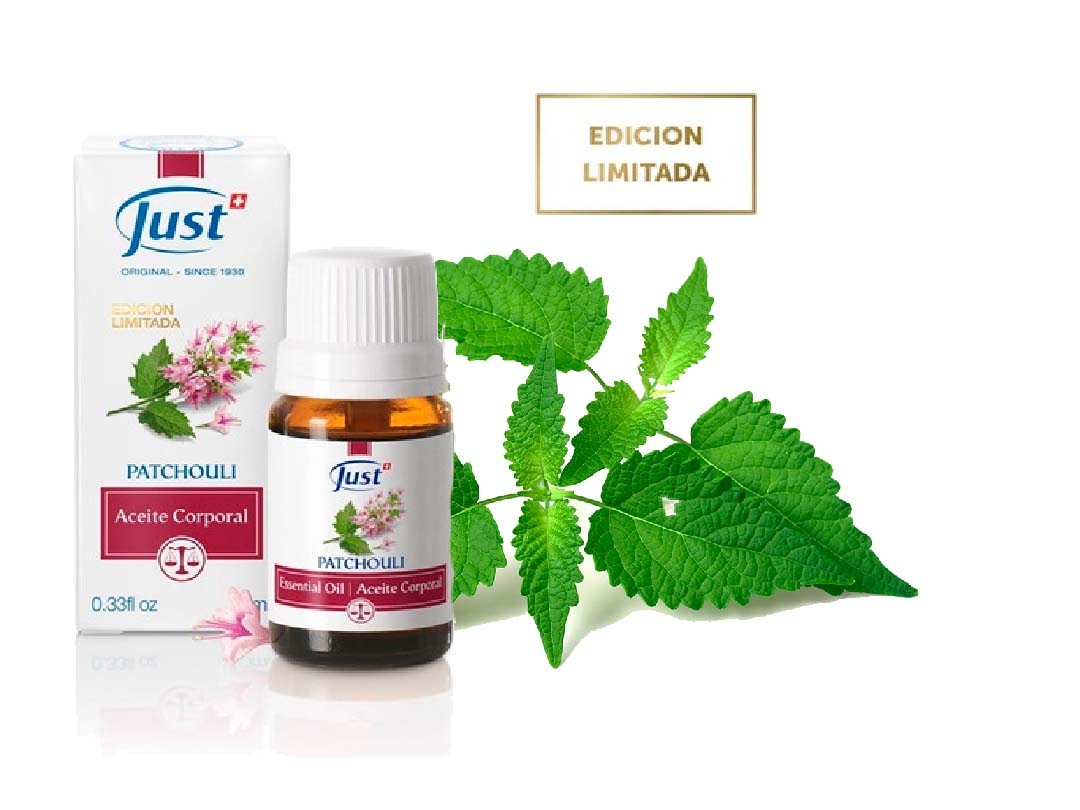 EDICION
LIMITADA
Just
ORIGINAL - SINCE 1930
EDICION
LIMITADA
PATCHOULI
Aceite Corporal
0.33fl oz
Just
PATCHOULI
Essential Oil | Aceite Corporal